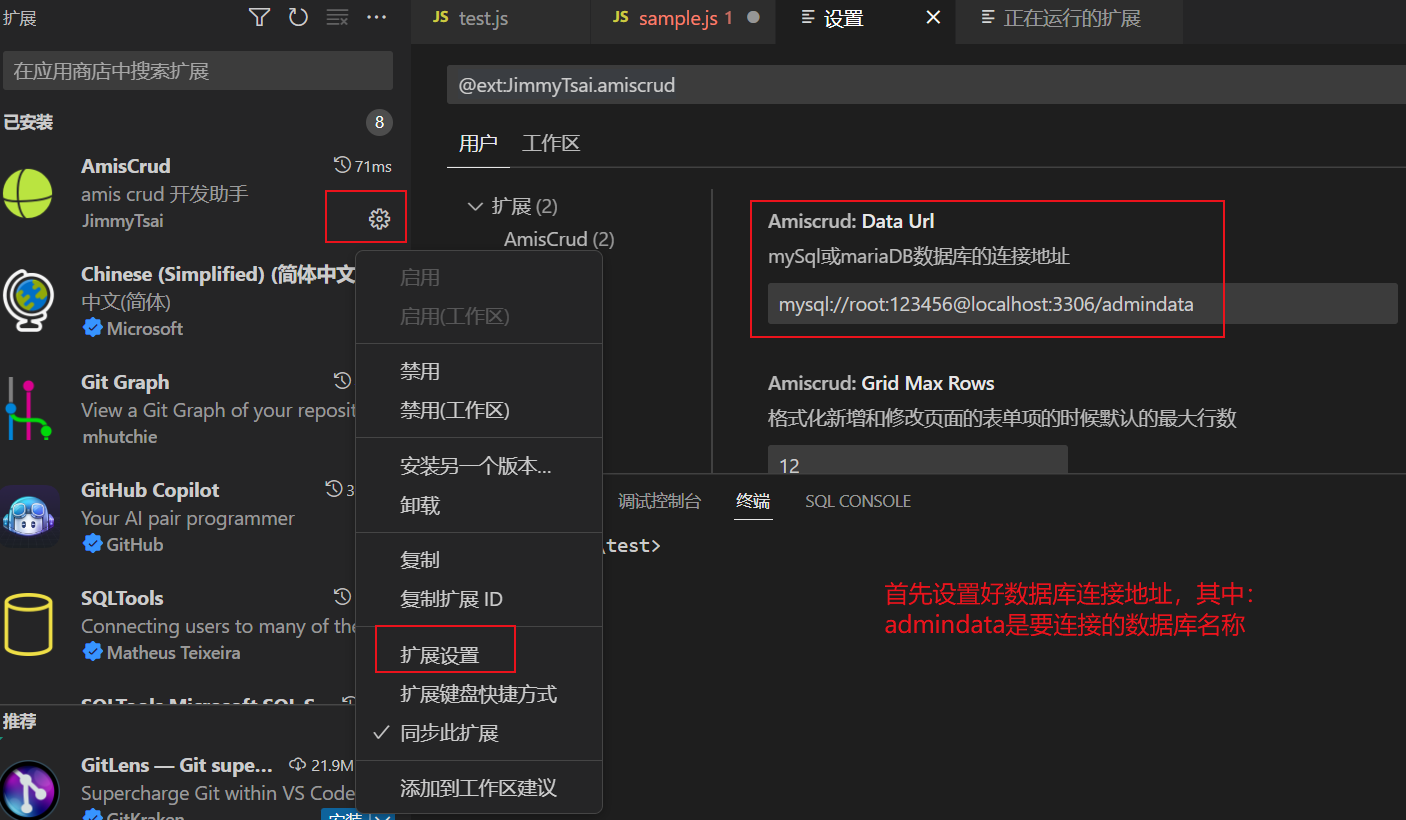 扩展
JS test.js
JS sample.js 1
设置
正在运行的扩展
在应用商店中搜索扩展
@ext:JimmyTsai.amiscrud
已安装
8
用户
工作区
AmisCrud
71ms
amis crud 开发助手
JimmyTsai
扩展 (2)
AmisCrud (2)
Amiscrud: Data Url
mySql或mariaDB数据库的连接地址
mysql://root:123456@localhost:3306/admindata
Amiscrud: Grid Max Rows
格式化新增和修改页面的表单项的时候默认的最大行数
12
Chinese (Simplified) (简体中文
中文(简体)
Microsoft
Git Graph
View a Git Graph of your reposit
mhutchie
GitHub Copilot
3
Your AI pair programmer
GitHub
SQLTools
Connecting users to many of the
Matheus Teixeira
SQLTools Microsoft SQL S
推荐
GitLens — Git supe...
21.9M
Supercharge Git within VS Code
GitKraken
安装
启用
启用(工作区)
禁用
禁用(工作区)
安装另一个版本...
卸载
复制
复制扩展 ID
扩展设置
扩展键盘快捷方式
同步此扩展
添加到工作区建议
调试控制台
终端
SQL CONSOLE
\test>
首先设置好数据库连接地址，其中：
admindata是要连接的数据库名称